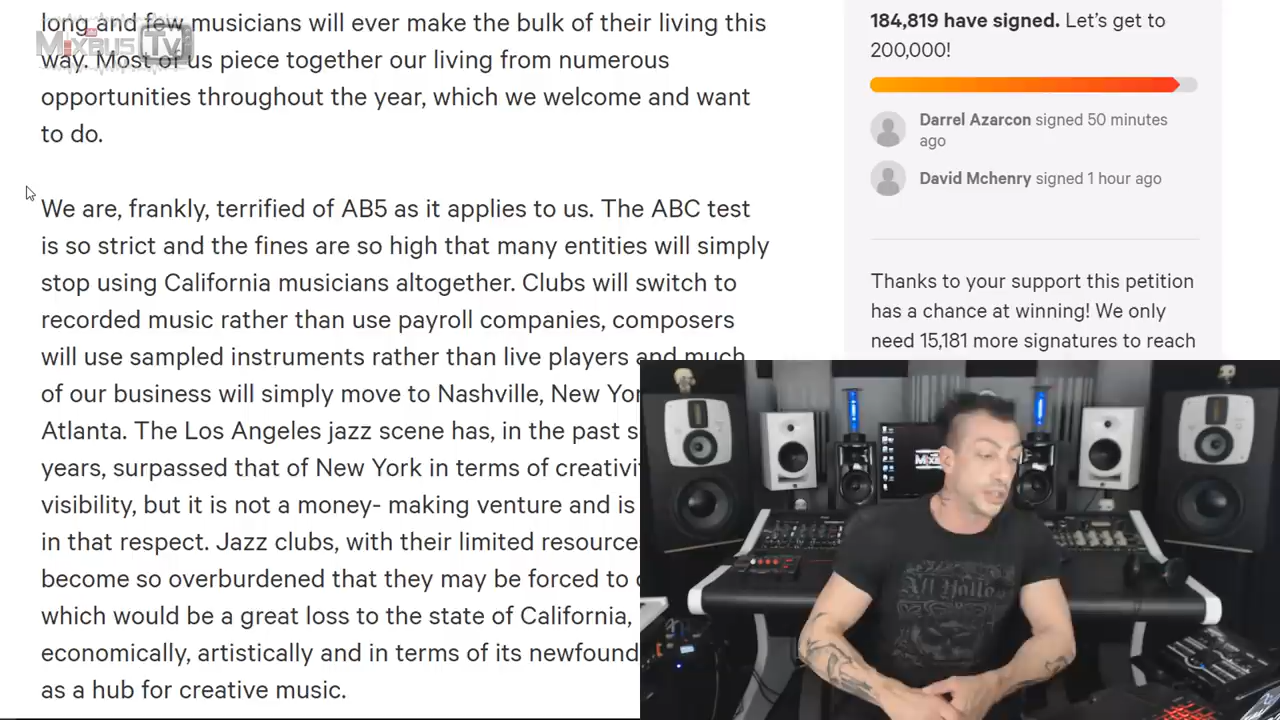 long and few musicians will ever make the bulk of their living this
way. Most of us piece together our living from numerous
opportunities throughout the year, which we welcome and want
to do.
We are, frankly, terrified of AB5 as it applies to us. The ABC test
is so strict and the fines are so high that many entities will simply
stop using California musicians altogether. Clubs will switch to
recorded music rather than use payroll companies, composers
will use sampled instruments rather than live players and much
of our business will simply move to Nashville, New Yor
Atlanta. The Los Angeles jazz scene has, in the past s
years, surpassed that of New York in terms of creativi
visibility, but it is not a money- making venture and is
in that respect. Jazz clubs, with their limited resource
become so overburdened that they may be forced to
which would be a great loss to the state of California,
economically, artistically and in terms of its newfound
as a hub for creative music.
MixbusTv
184,819 have signed. Let's get to
200,000!
Darrel Azarcon signed 50 minutes
ago
David Mchenry signed 1 hour ago
Thanks to your support this petition
has a chance at winning! We only
need 15,181 more signatures to reach
All Hallo